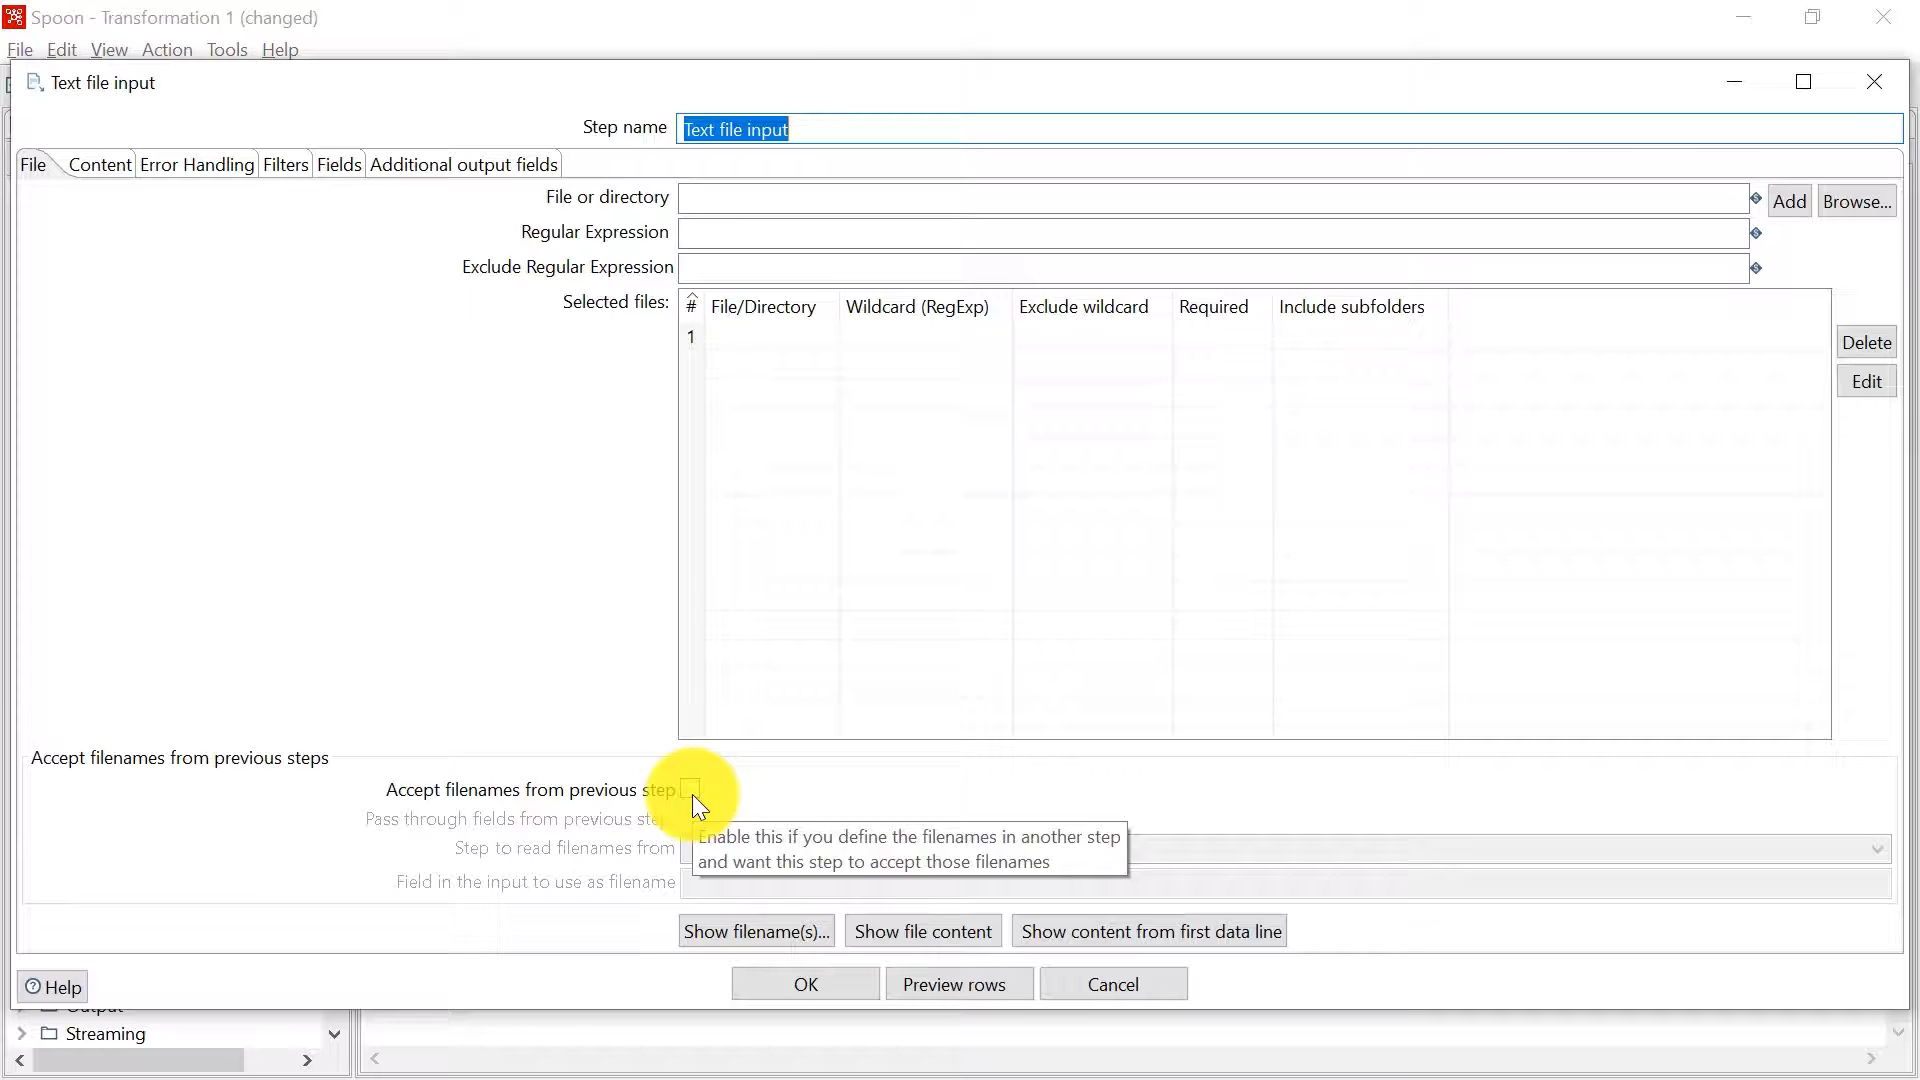 Spoon - Transformation 1 (changed)
File Edit View Action Tools Help
Text file input
Step name Text file input
File Content Error Handling Filters Fields Additional output fields
File or directory Add Browse...
Regular Expression
Exclude Regular Expression
Selected files: # File/Directory Wildcard (RegExp) Exclude wildcard Required Include subfolders
1
Delete
Edit
Accept filenames from previous steps
Accept filenames from previous step
Pass through fields from previous step
Enable this if you define the filenames in another step
and want this step to accept those filenames
Step to read filenames from
Field in the input to use as filename
Show filename(s)... Show file content Show content from first data line
Help OK Preview rows Cancel
Output
Streaming